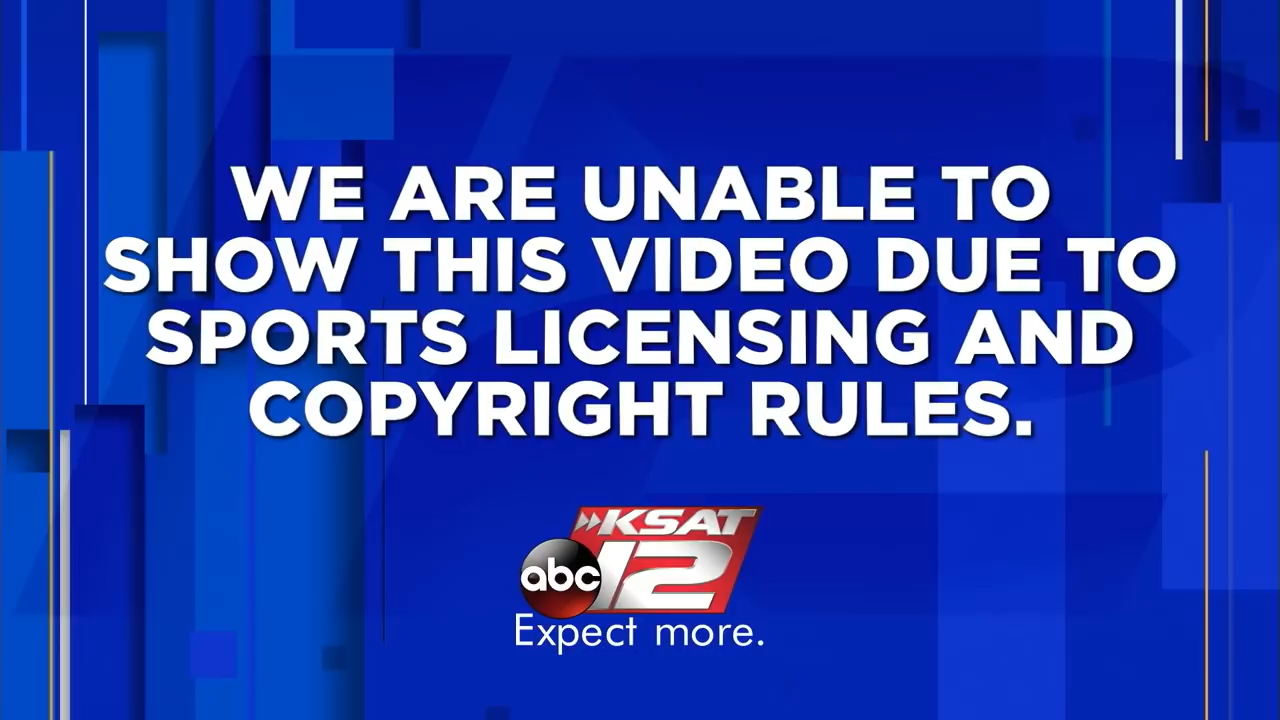 WE ARE UNABLE TO
SHOW THIS VIDEO DUE TO
SPORTS LICENSING AND
COPYRIGHT RULES.
KSAT
abc 12
Expect more.